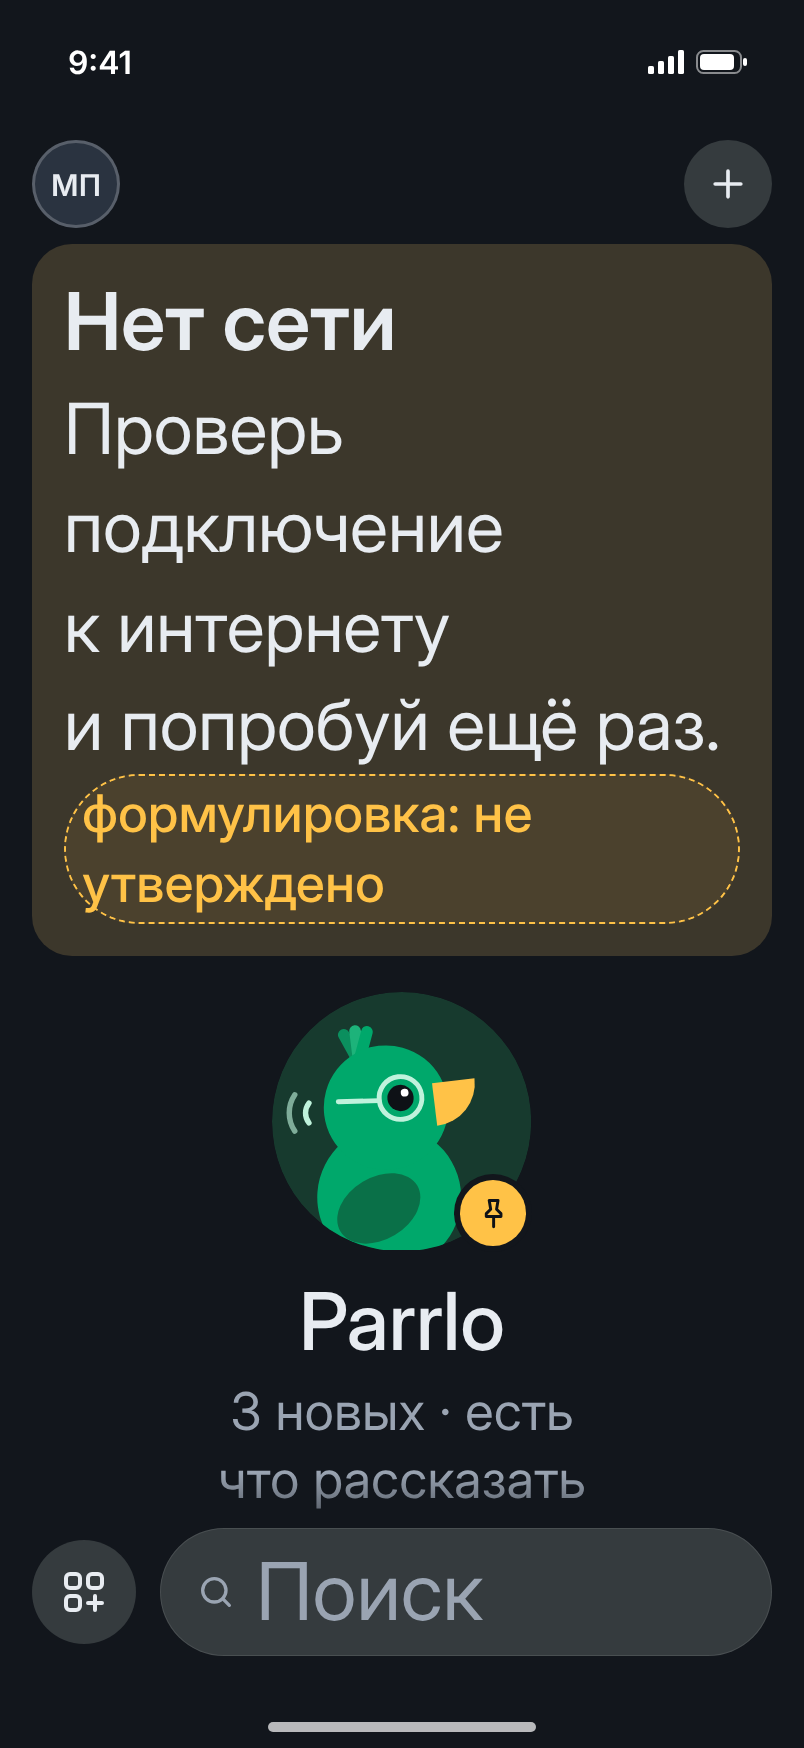 9:41
МП
Нет сети
Проверь
подключение
к интернету
и попробуй ещё раз.
формулировка: не
утверждено
Parrlo
3 новых · есть
что рассказать
Поиск